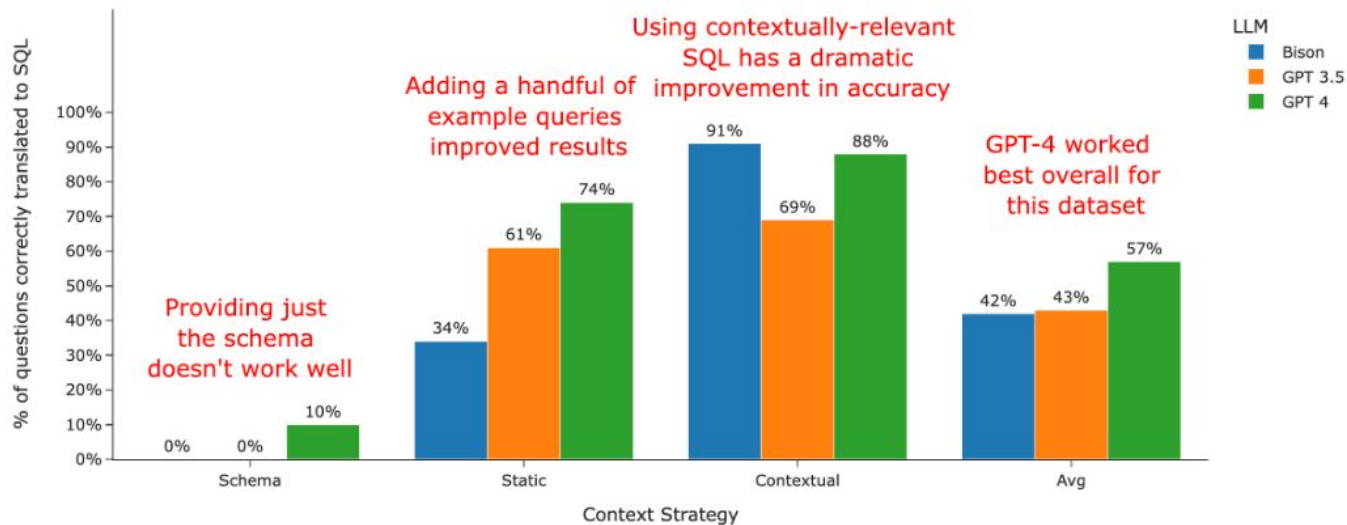 Using contextually-relevant
SQL has a dramatic
improvement in accuracy
LLM
Bison
GPT 3.5
GPT 4
Adding a handful of
example queries
improved results
GPT-4 worked
best overall for
this dataset
Providing just
the schema
doesn't work well
% of questions correctly translated to SQL
100%
90%
80%
70%
60%
50%
40%
30%
20%
10%
0%
0%
0%
10%
34%
61%
74%
91%
69%
88%
42%
43%
57%
Schema
Static
Contextual
Avg
Context Strategy